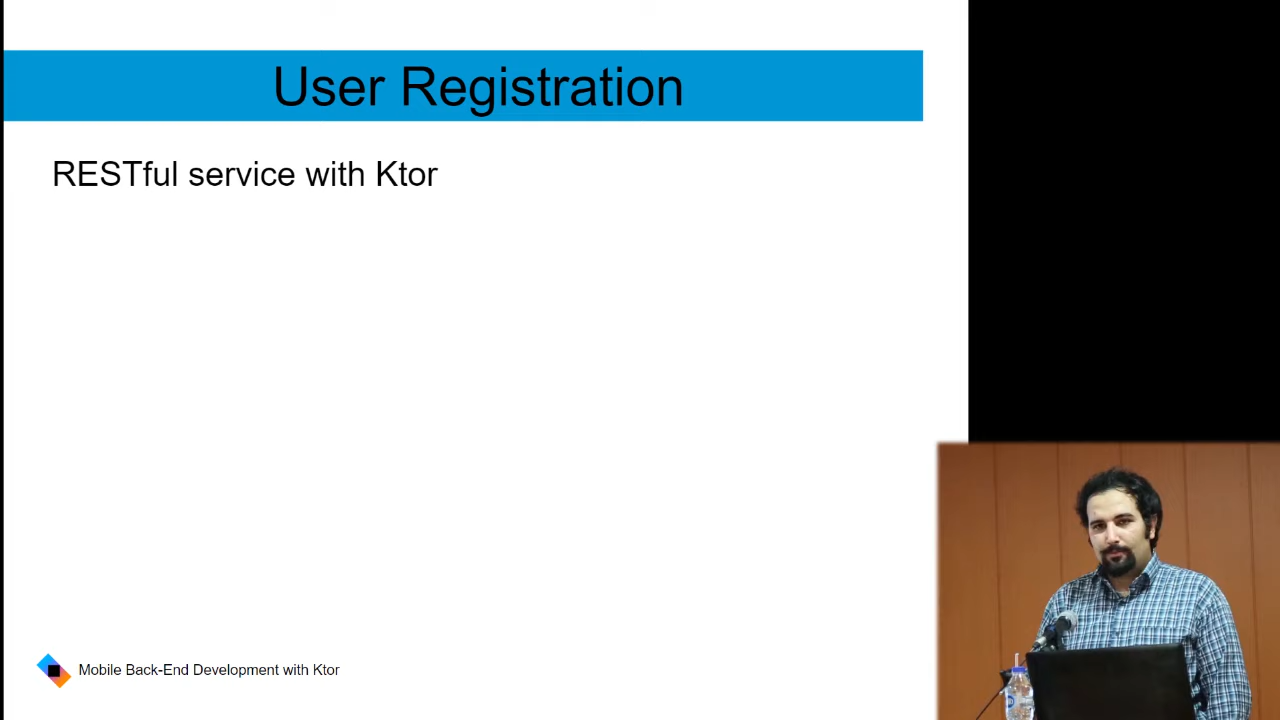 User Registration
RESTful service with Ktor
Mobile Back-End Development with Ktor